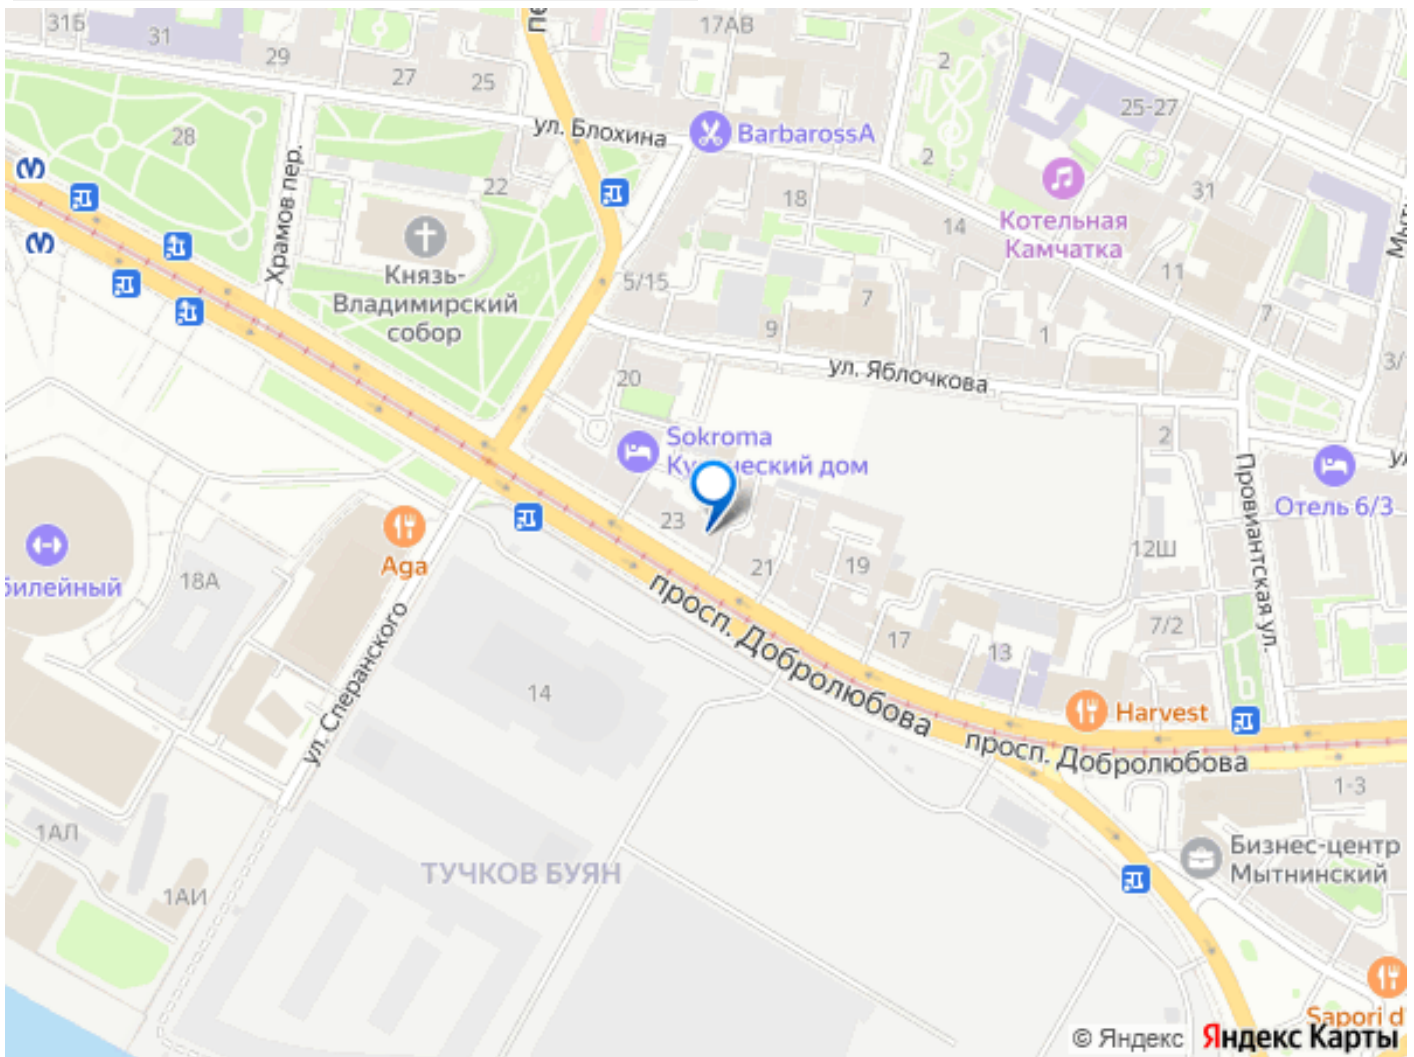 31Б
31
29
27
25
17АВ
2
25-27
ул. Блохина
BarbarossA
28
Храмов пер.
22
2
18
31
14
Котельная
Камчатка
Князь-
Владимирский
собор
5/15
7
9
11
1
7
ул. Яблочкова
20
Sokroma
2
Провиантская ул.
Отель 6/3
23
21
19
12Ш
Aga
18А
билейный
просп. Добролюбова
17
13
7/2
ул. Сперанского
14
Harvest
просп. Добролюбова
1-3
1АЛ
1АИ
ТУЧКОВ БУЯН
Бизнес-центр
Мытнинский
Sapori d
© Яндекс
Яндекс Карты